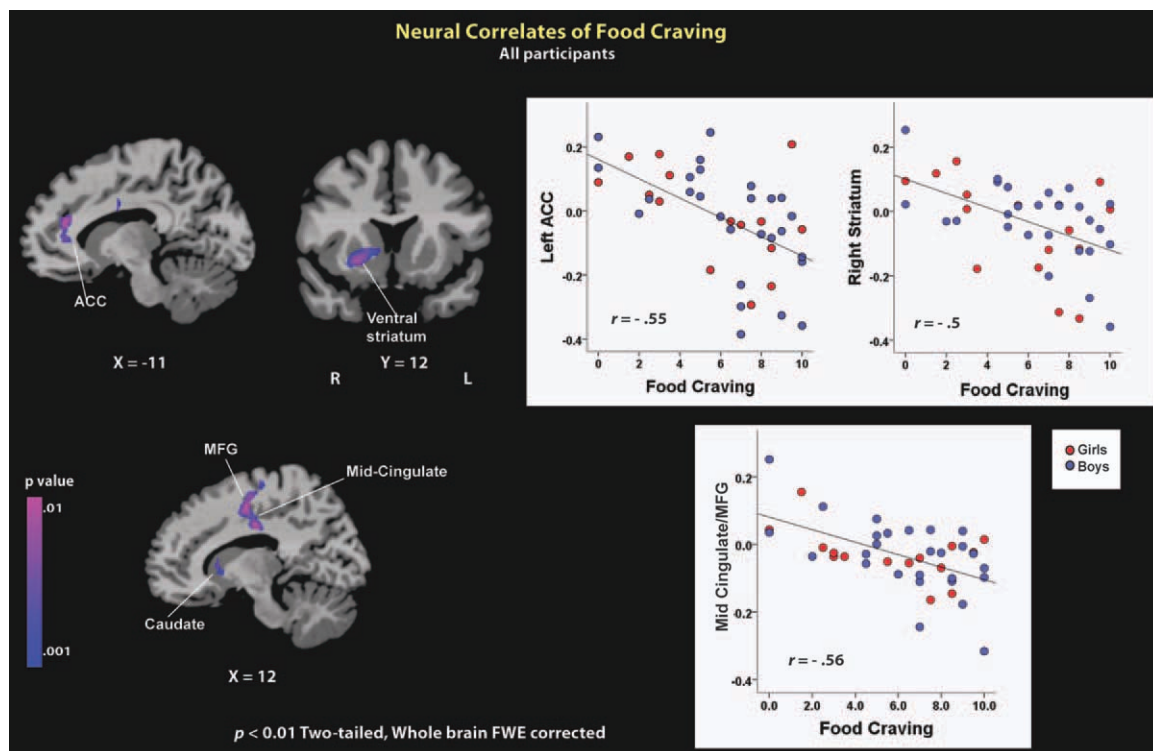 Neural Correlates of Food Craving
All participants
ACC
X = -11
Ventral
striatum
R
Y = 12
L
Left ACC
0.2
0.0
-0.2
-0.4
r = - .55
0 2 4 6 8 10
Food Craving
Right Striatum
0.2
0.0
-0.2
-0.4
r = - .5
0 2 4 6 8 10
Food Craving
p value
.01
.001
MFG
Mid-Cingulate
Caudate
X = 12
Mid Cingulate/MFG
0.2
0.0
0.2
-0.4
r = - .56
0.0 2.0 4.0 6.0 8.0 10.0
Food Craving
Girls
Boys
p < 0.01 Two-tailed, Whole brain FWE corrected